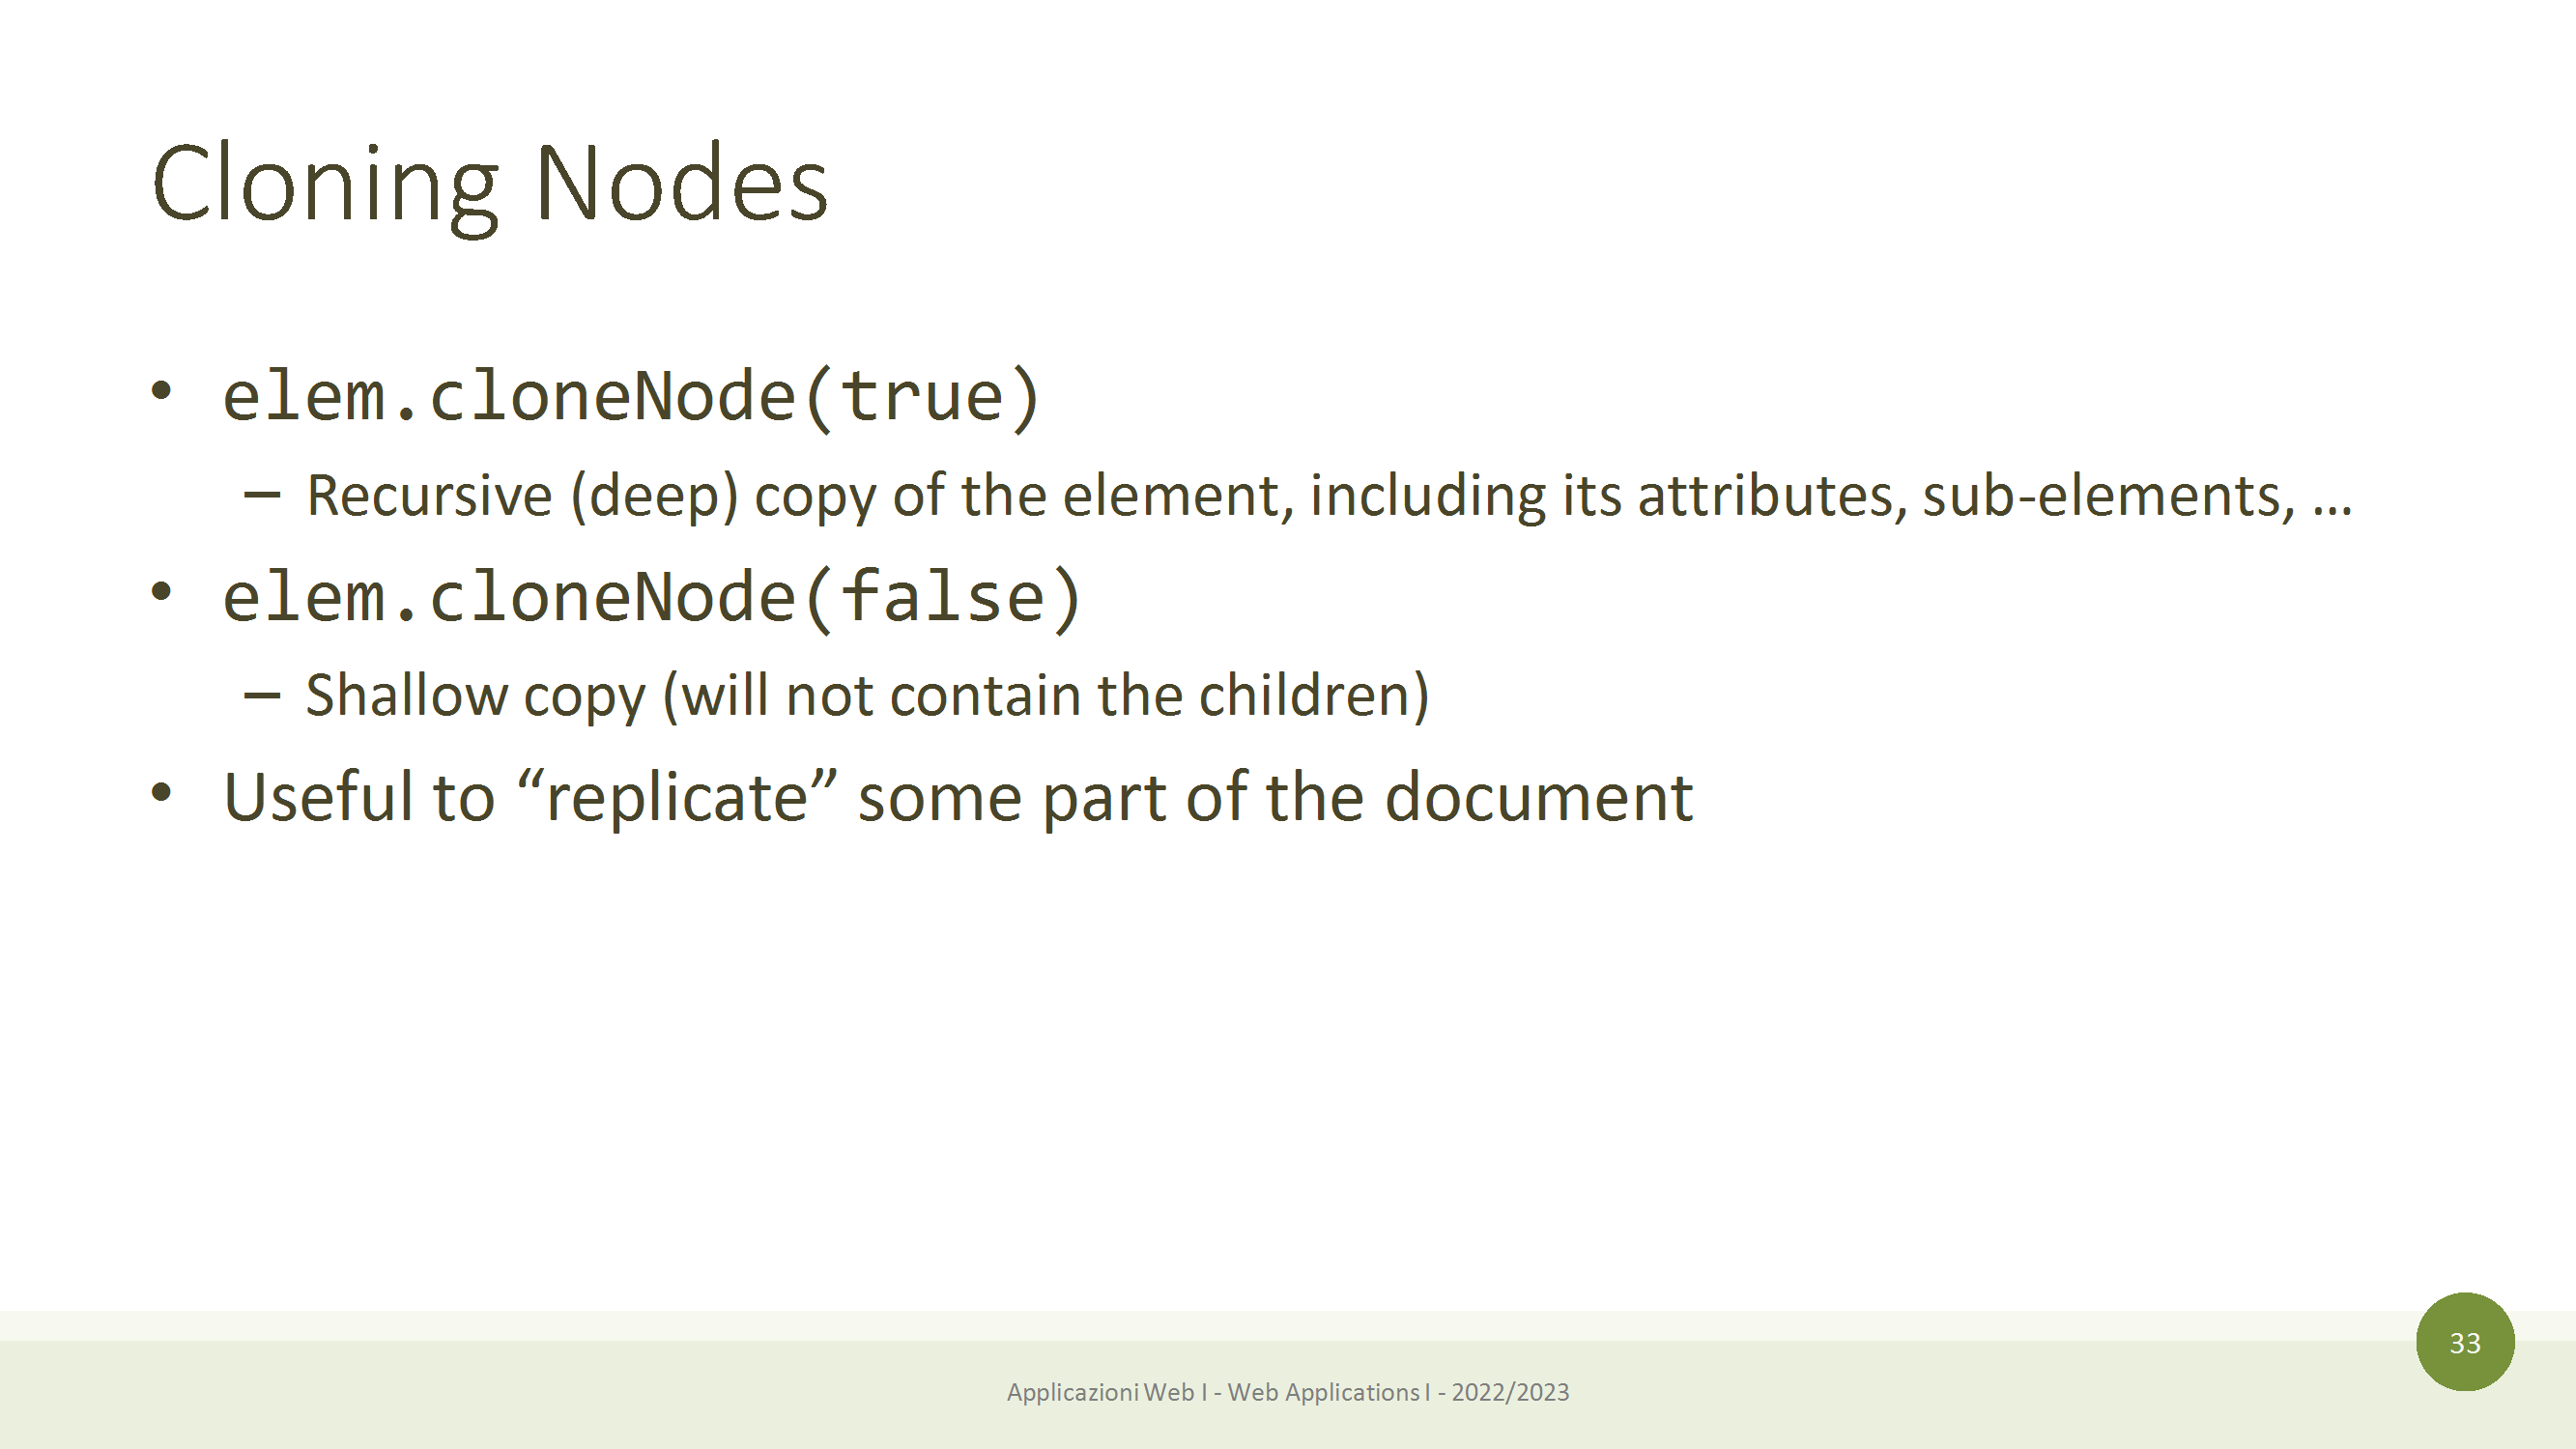 Cloning Nodes
• elem.cloneNode(true)
– Recursive (deep) copy of the element, including its attributes, sub-elements, …
• elem.cloneNode(false)
– Shallow copy (will not contain the children)
• Useful to “replicate” some part of the document
33
Applicazioni Web I - Web Applications I - 2022/2023